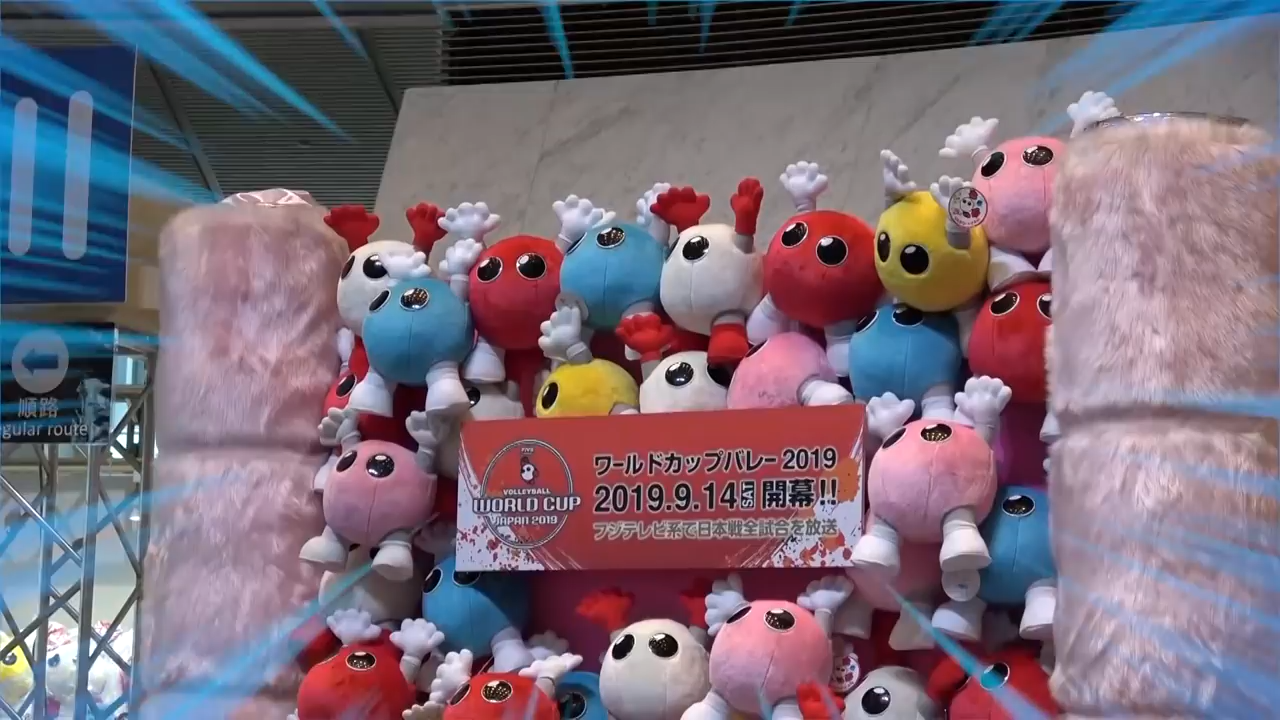 順路
gular route
FIVB
VOLLEYBALL
WORLD CUP
JAPAN 2019
ワールドカップバレー2019
2019.9.14 SAT 開幕!!
フジテレビ系で日本戦全試合を放送